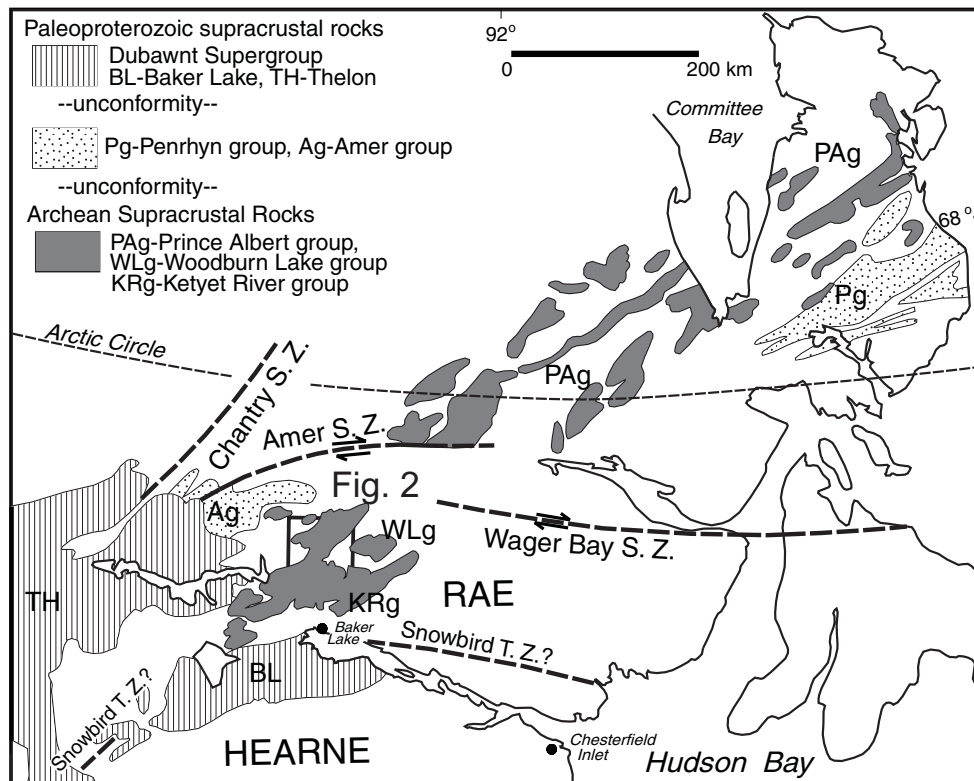 Paleoproterozoic supracrustal rocks
Dubawnt Supergroup
BL-Baker Lake, TH-Thelon
--unconformity--
Pg-Penrhyn group, Ag-Amer group
--unconformity--
Archean Supracrustal Rocks
PAg-Prince Albert group,
WLg-Woodburn Lake group
KRg-Ketyet River group
92°
0 200 km
Committee
Bay
PAg
68°
Pg
Arctic Circle
Chantry S. Z.
PAg
Amer S. Z.
Fig. 2
Ag
WLg
Wager Bay S. Z.
TH
KRg
RAE
Baker
Lake
Snowbird T. Z.?
BL
Snowbird T. Z.?
HEARNE
Chesterfield
Inlet
Hudson Bay